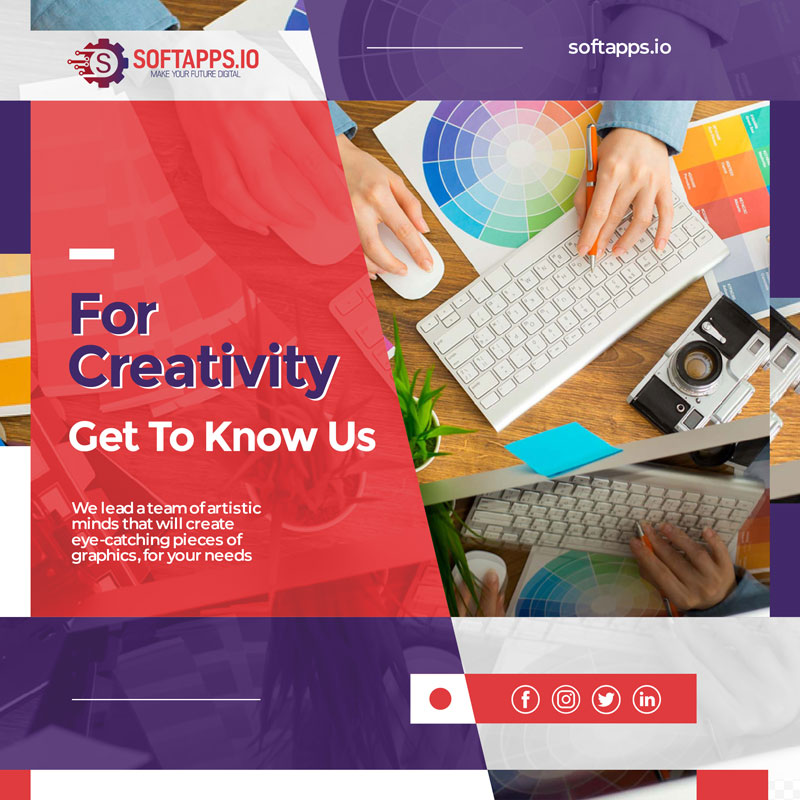 S
SOFTAPPS.IO
MAKE YOUR FUTURE DIGITAL
softapps.io
For
Creativity
Get To Know Us
We lead a team of artistic
minds that will create
eye-catching pieces of
graphics, for your needs
f
in